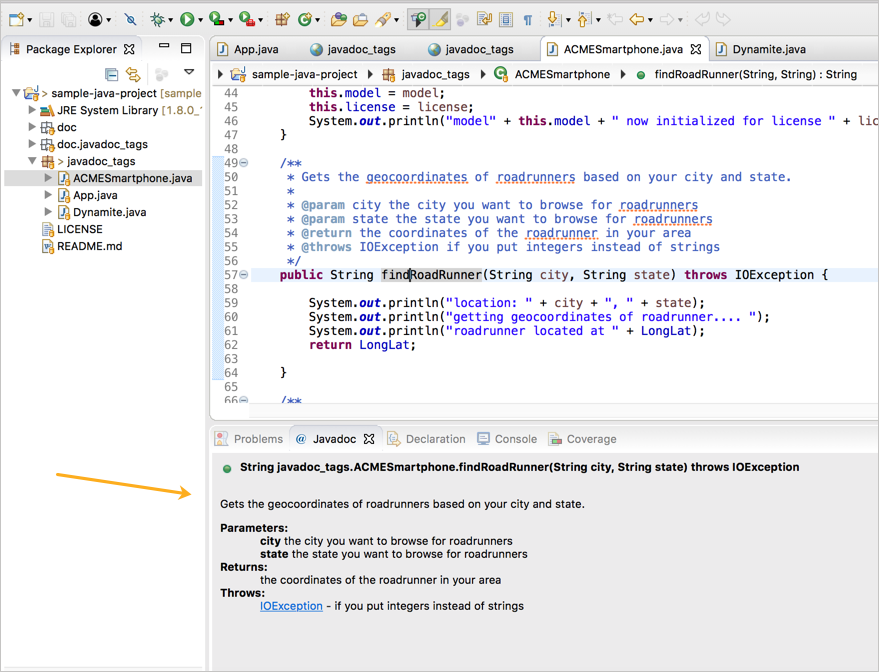 Package Explorer
> sample-java-project [sample
JRE System Library [1.8.0_
doc
doc.javadoc_tags
> javadoc_tags
ACMESmartphone.java
App.java
Dynamite.java
LICENSE
README.md
App.java javadoc_tags javadoc_tags ACMESmartphone.java Dynamite.java
sample-java-project javadoc_tags ACMESmartphone findRoadRunner(String, String) : String
44 this.model = model;
45 this.license = license;
46 System.out.println("model" + this.model + " now initialized for license " + lic
47 }
48
49 /**
50 * Gets the geocoordinates of roadrunners based on your city and state.
51 *
52 * @param city the city you want to browse for roadrunners
53 * @param state the state you want to browse for roadrunners
54 * @return the coordinates of the roadrunner in your area
55 * @throws IOException if you put integers instead of strings
56 */
57 public String findRoadRunner(String city, String state) throws IOException {
58
59 System.out.println("location: " + city + ", " + state);
60 System.out.println("getting geocoordinates of roadrunner.... ");
61 System.out.println("roadrunner located at " + LongLat);
62 return LongLat;
63
64 }
65
66 /**
Problems @ Javadoc Declaration Console Coverage
String javadoc_tags.ACMESmartphone.findRoadRunner(String city, String state) throws IOException
Gets the geocoordinates of roadrunners based on your city and state.
Parameters:
city the city you want to browse for roadrunners
state the state you want to browse for roadrunners
Returns:
the coordinates of the roadrunner in your area
Throws:
IOException - if you put integers instead of strings